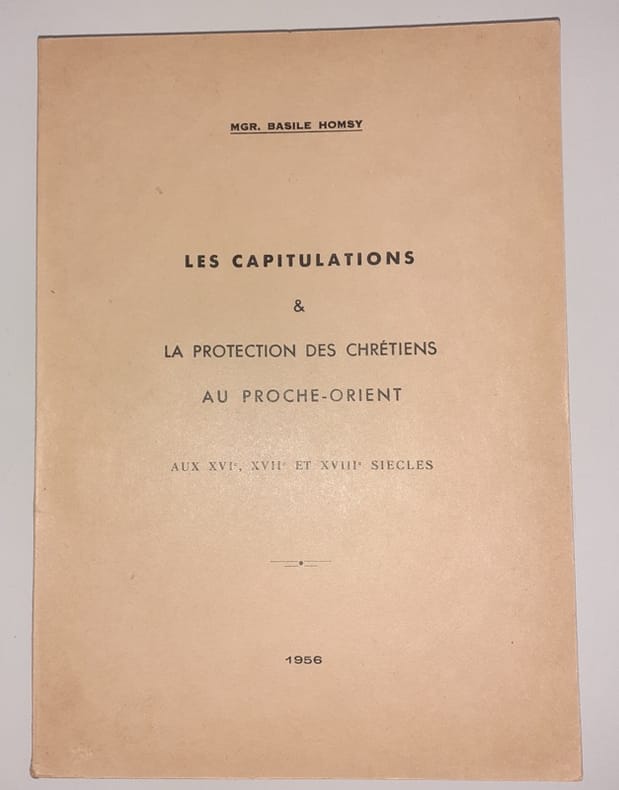 MGR. BASILE HOMSY
LES CAPITULATIONS
&
LA PROTECTION DES CHRÉTIENS
AU PROCHE-ORIENT
AUX XVIᵉ, XVIIᵉ ET XVIIIᵉ SIECLES
1956